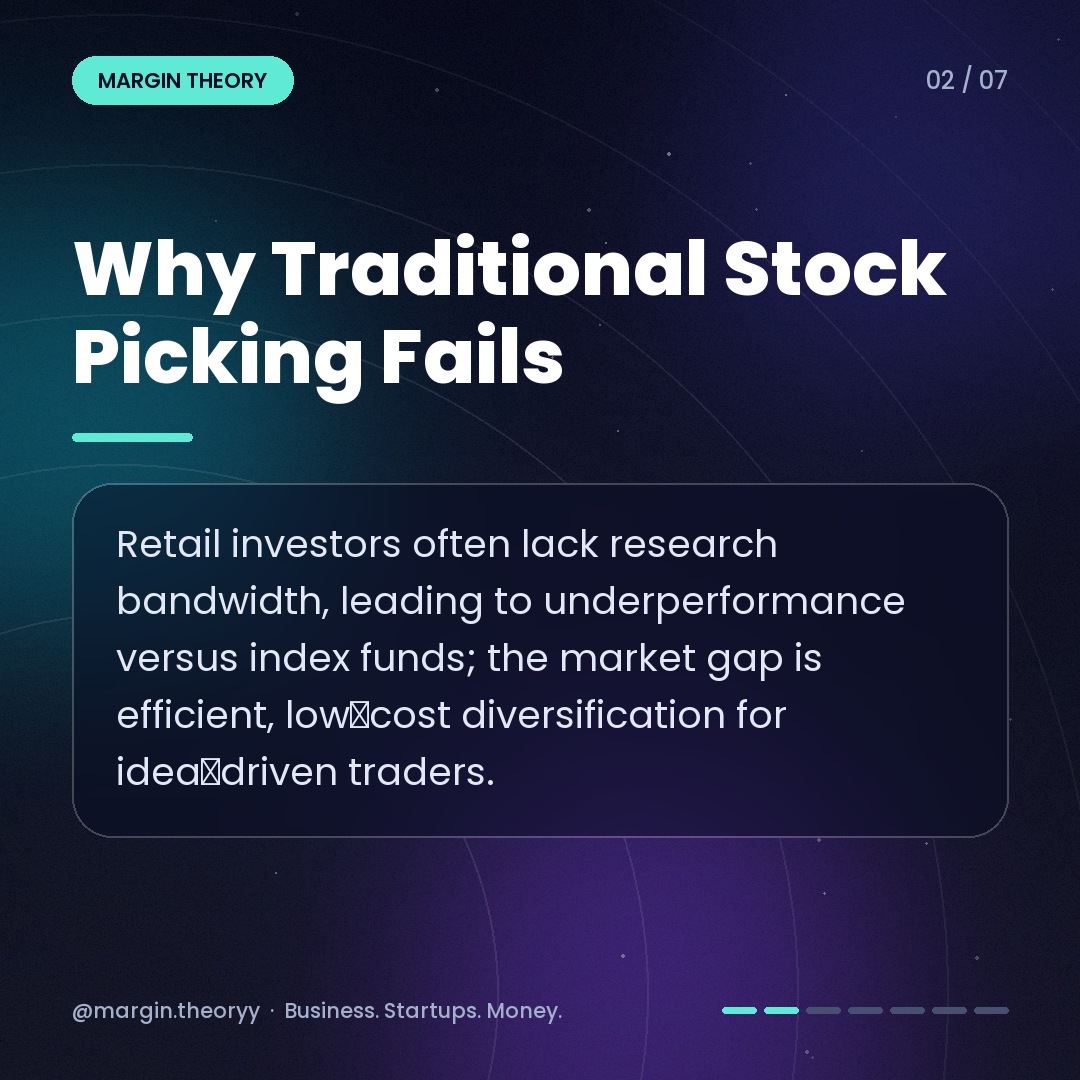 MARGIN THEORY
02 / 07
Why Traditional Stock
Picking Fails
Retail investors often lack research
bandwidth, leading to underperformance
versus index funds; the market gap is
efficient, low☒cost diversification for
idea☒driven traders.
@margin.theoryy · Business. Startups. Money.